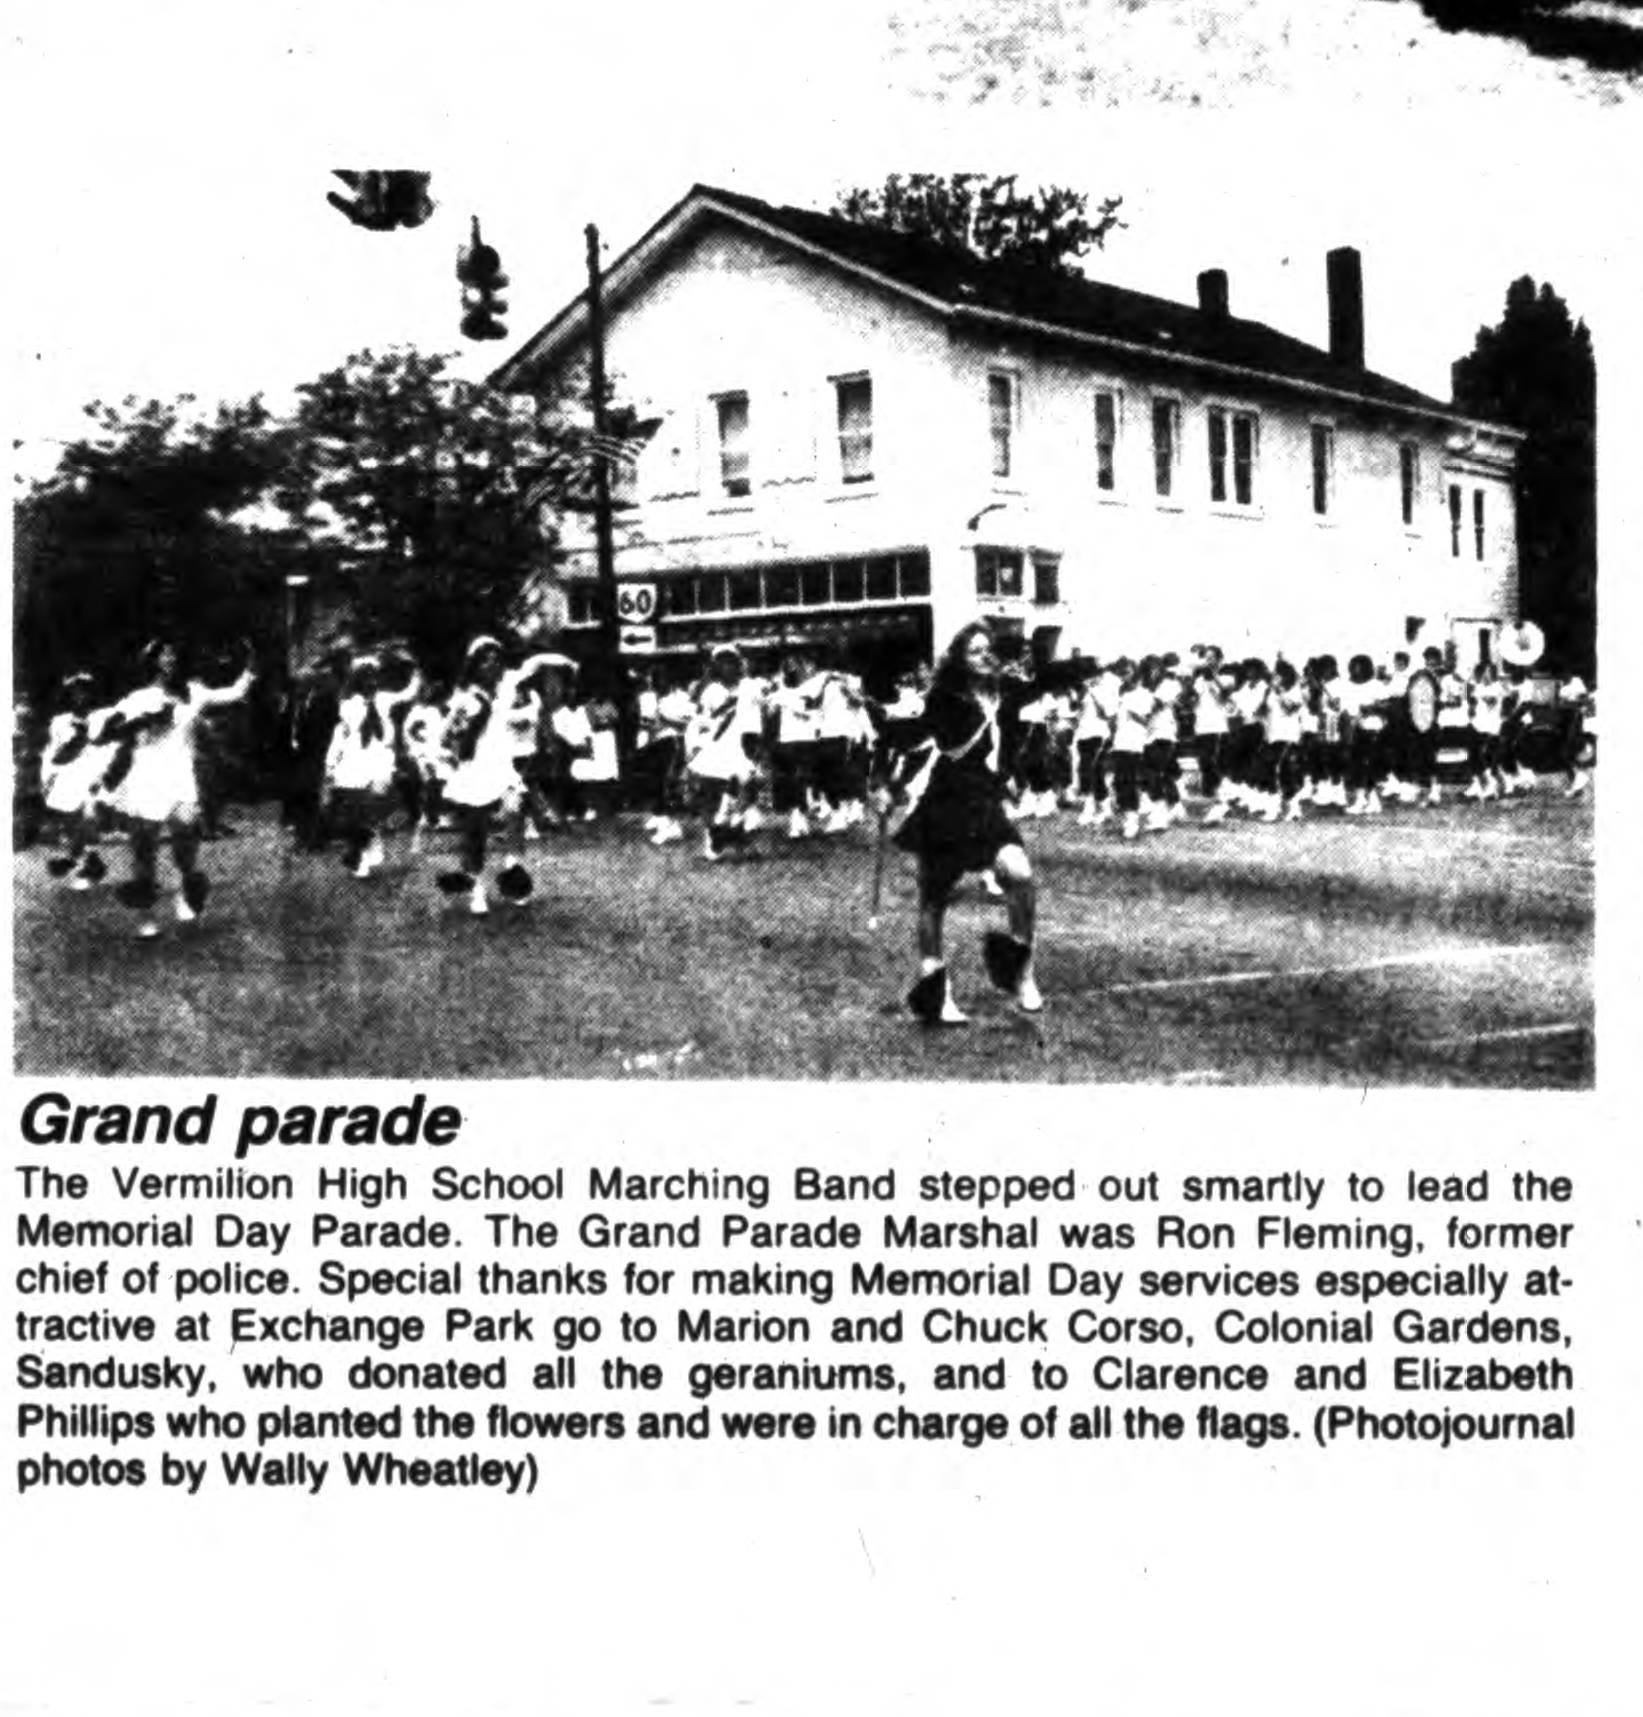 60
Grand parade
The Vermilion High School Marching Band stepped out smartly to lead the
Memorial Day Parade. The Grand Parade Marshal was Ron Fleming, former
chief of police. Special thanks for making Memorial Day services especially at-
tractive at Exchange Park go to Marion and Chuck Corso, Colonial Gardens,
Sandusky, who donated all the geraniums, and to Clarence and Elizabeth
Phillips who planted the flowers and were in charge of all the flags. (Photojournal
photos by Wally Wheatley)